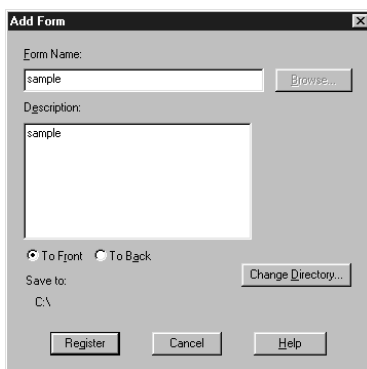 Add Form
Form Name:
sample
Browse...
Description:
sample
To Front To Back
Save to:
Change Directory...
C:\
Register Cancel Help